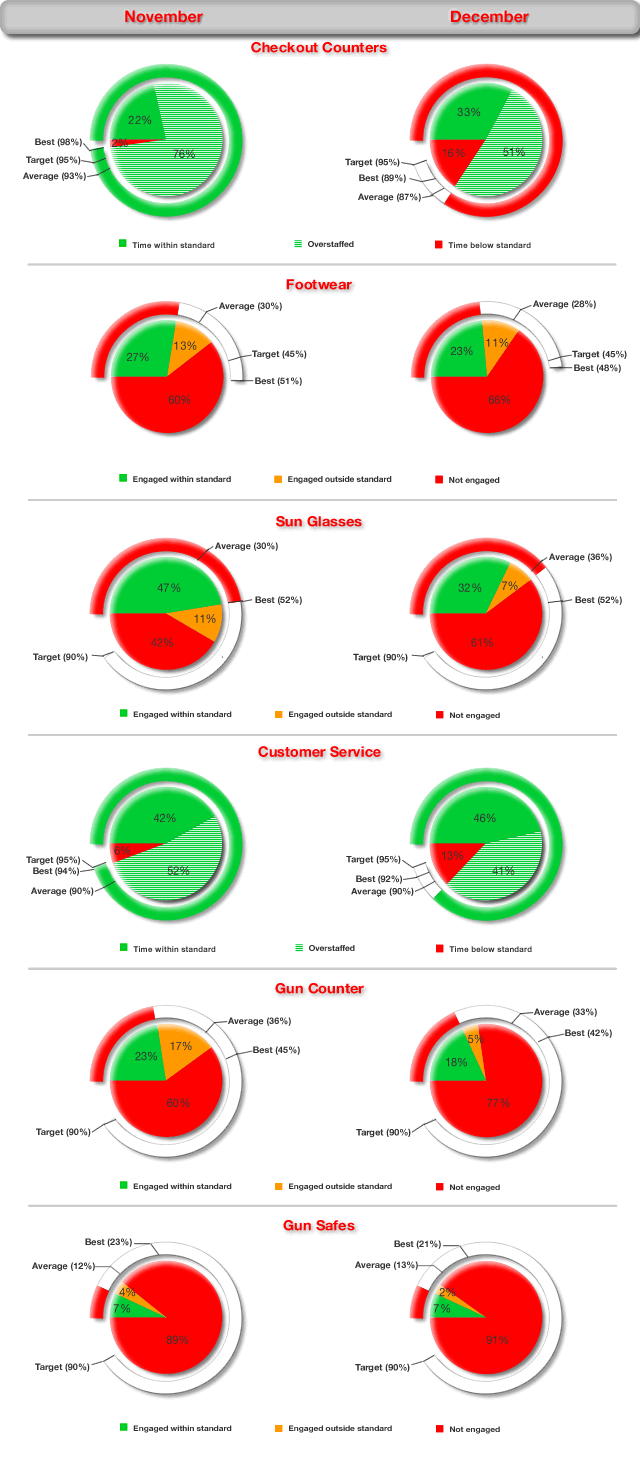 November December
Checkout Counters
22%
2%
76%
Best (98%)
Target (95%)
Average (93%)
33%
16%
51%
Target (95%)
Best (89%)
Average (87%)
Time within standard Overstaffed Time below standard
Footwear
Average (30%)
27%
13%
Target (45%)
60%
Best (51%)
Average (28%)
23%
11%
Target (45%)
66%
Best (48%)
Engaged within standard Engaged outside standard Not engaged
Sun Glasses
Average (30%)
47%
Best (52%)
11%
42%
Target (90%)
Average (36%)
32%
7%
Best (52%)
61%
Target (90%)
Engaged within standard Engaged outside standard Not engaged
Customer Service
42%
6%
52%
Target (95%)
Best (94%)
Average (90%)
46%
13%
41%
Target (95%)
Best (92%)
Average (90%)
Time within standard Overstaffed Time below standard
Gun Counter
Average (36%)
17%
23%
Best (45%)
60%
Target (90%)
Average (33%)
Best (42%)
5%
18%
77%
Target (90%)
Engaged within standard Engaged outside standard Not engaged
Gun Safes
Best (23%)
Average (12%)
4%
7%
89%
Target (90%)
Best (21%)
Average (13%)
2%
7%
91%
Target (90%)
Engaged within standard Engaged outside standard Not engaged